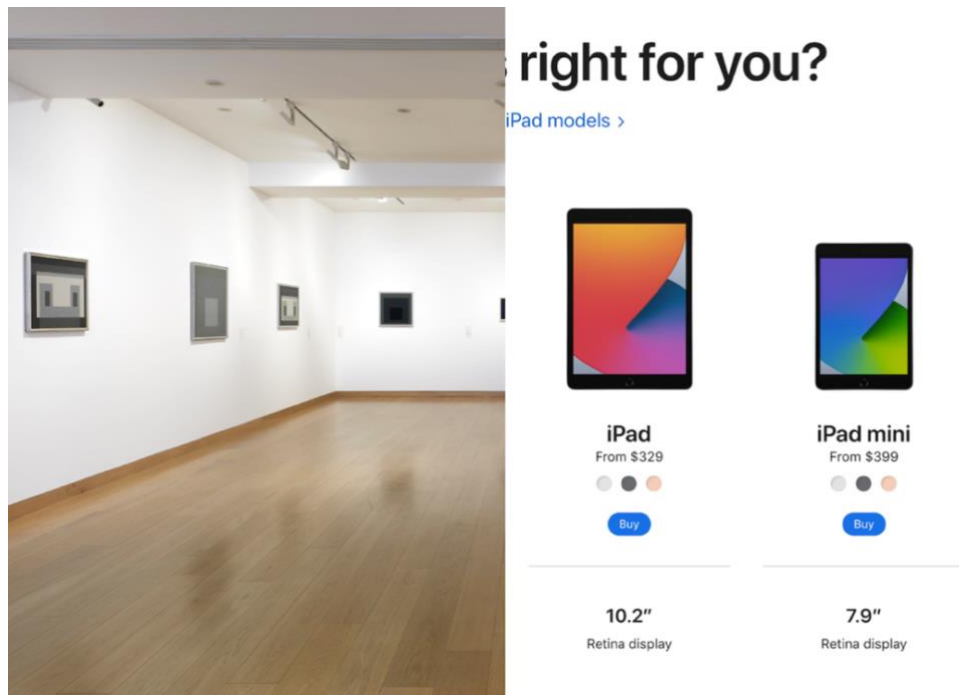 s right for you?
iPad models >
iPad
From $329
Buy
10.2″
Retina display
iPad mini
From $399
Buy
7.9″
Retina display